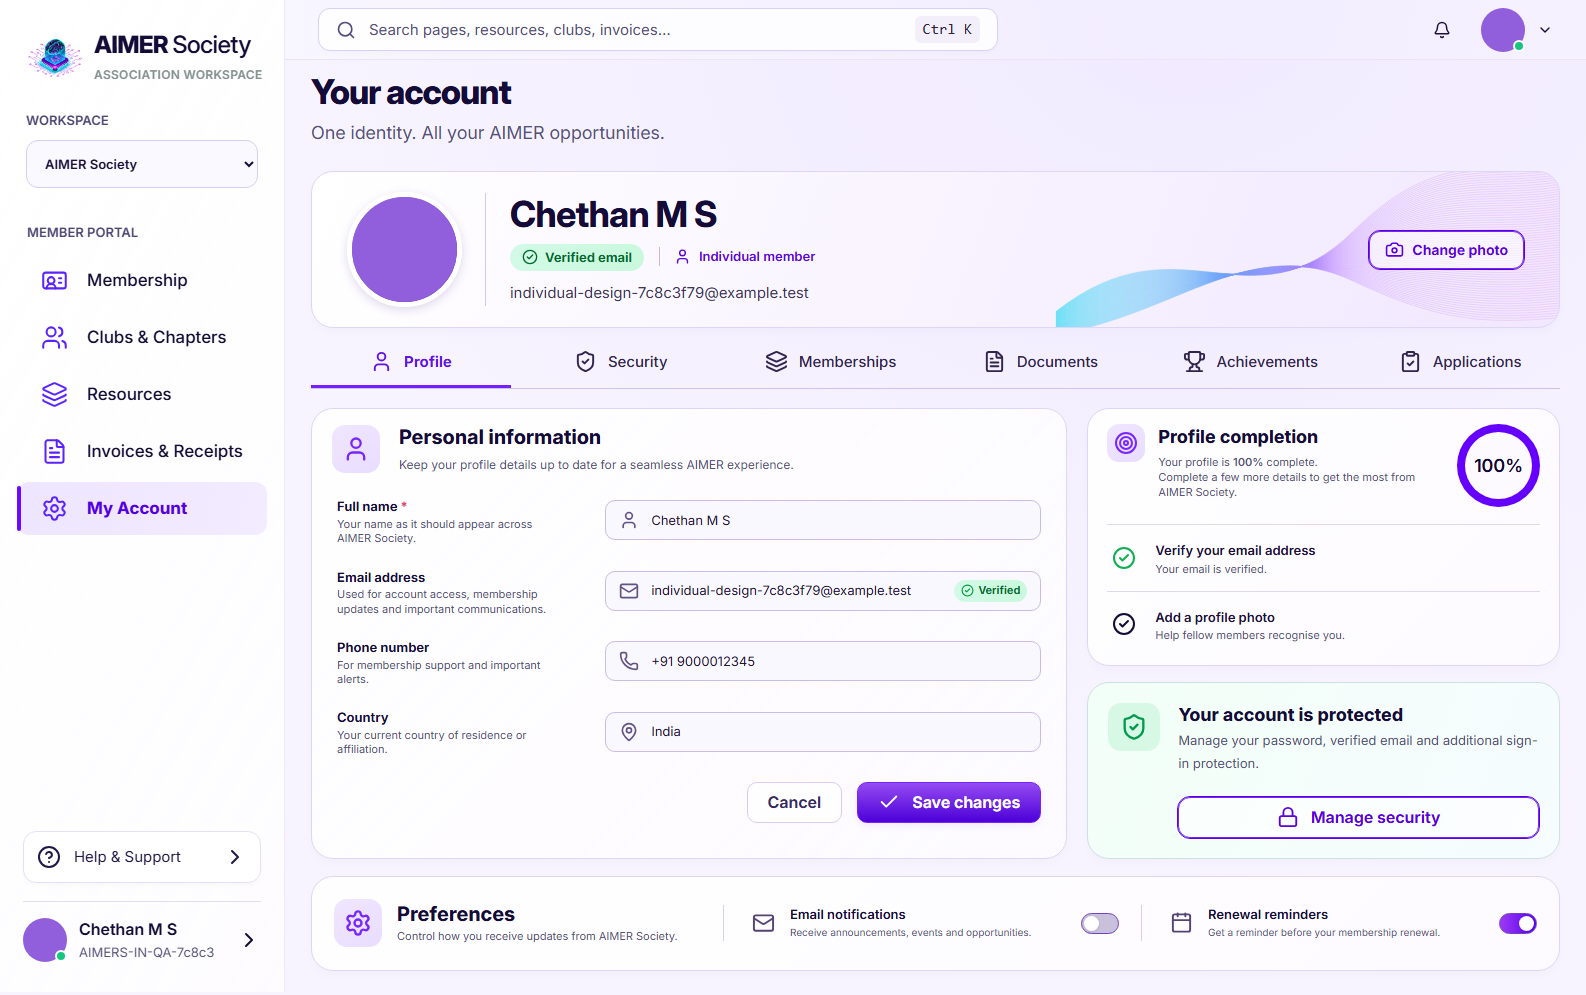 AIMER Society
ASSOCIATION WORKSPACE
WORKSPACE
AIMER Society
MEMBER PORTAL
Membership
Clubs & Chapters
Resources
Invoices & Receipts
My Account
Help & Support
Chethan M S
AIMERS-IN-QA-7c8c3
Search pages, resources, clubs, invoices...
Ctrl K
Your account
One identity. All your AIMER opportunities.
Chethan M S
Verified email
Individual member
individual-design-7c8c3f79@example.test
Change photo
Profile
Security
Memberships
Documents
Achievements
Applications
Personal information
Keep your profile details up to date for a seamless AIMER experience.
Full name *
Your name as it should appear across
AIMER Society.
Chethan M S
Email address
Used for account access, membership
updates and important communications.
individual-design-7c8c3f79@example.test
Verified
Phone number
For membership support and important
alerts.
+91 9000012345
Country
Your current country of residence or
affiliation.
India
Cancel
Save changes
Profile completion
Your profile is 100% complete.
Complete a few more details to get the most from
AIMER Society.
100%
Verify your email address
Your email is verified.
Add a profile photo
Help fellow members recognise you.
Your account is protected
Manage your password, verified email and additional sign-
in protection.
Manage security
Preferences
Control how you receive updates from AIMER Society.
Email notifications
Receive announcements, events and opportunities.
Renewal reminders
Get a reminder before your membership renewal.